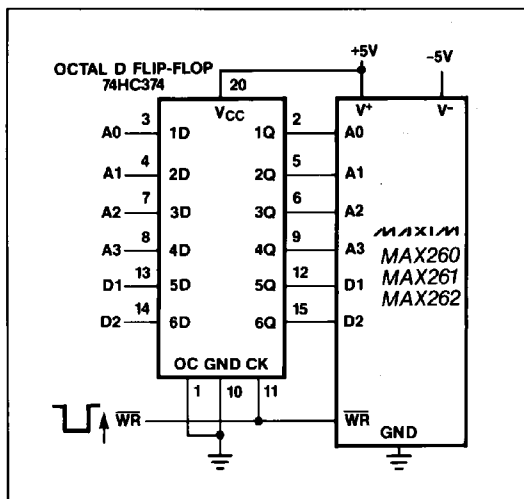 +5V -5V
OCTAL D FLIP-FLOP
74HC374 20
VCC V+ V-
3 2
A0 1D 1Q A0
4 5
A1 2D 2Q A1
7 6
A2 3D 3Q A2
8 9
A3 4D 4Q A3
MAXIM
MAX260
MAX261
MAX262
13 12
D1 5D 5Q D1
14 15
D2 6D 6Q D2
OC GND CK
1 10 11
WR WR
GND